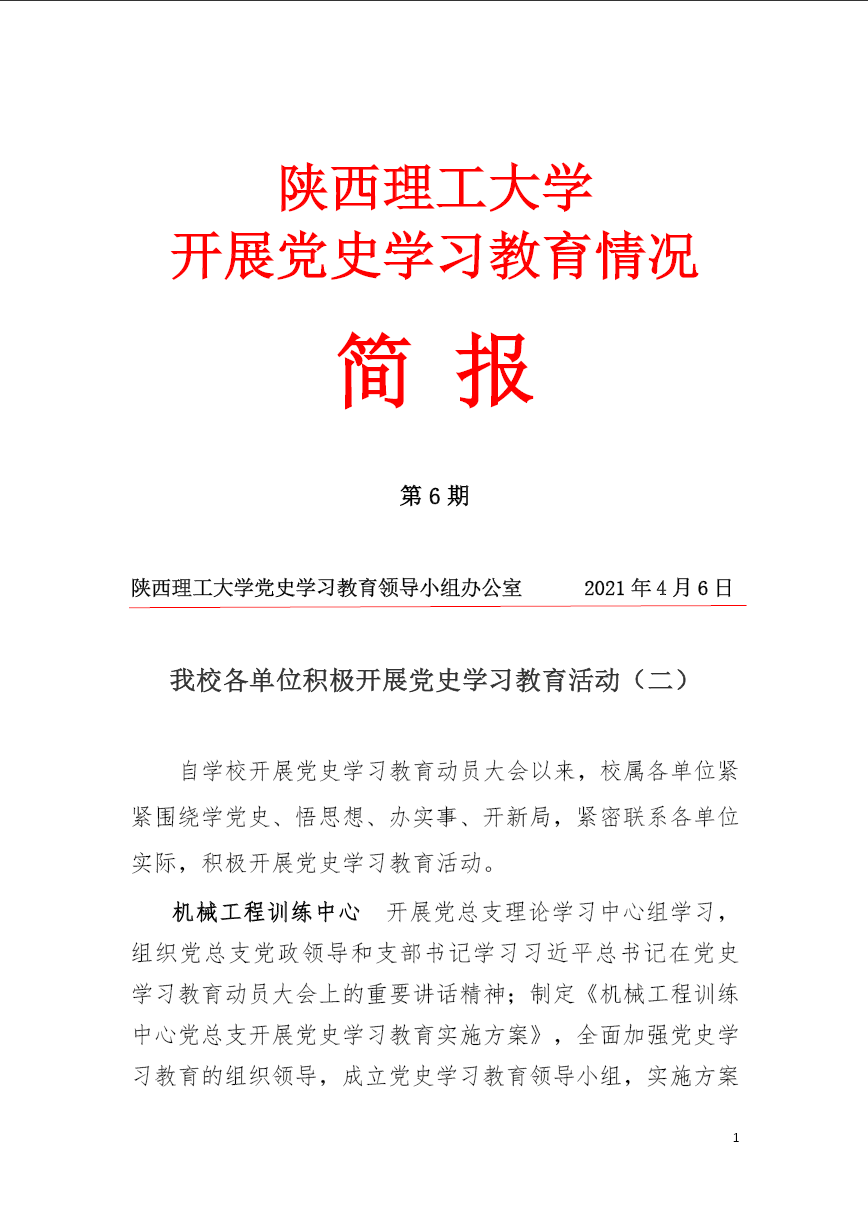 陕西理工大学
开展党史学习教育情况
简 报
第 6 期
陕西理工大学党史学习教育领导小组办公室 2021 年 4 月 6 日
我校各单位积极开展党史学习教育活动（二）
自学校开展党史学习教育动员大会以来，校属各单位紧
紧围绕学党史、悟思想、办实事、开新局，紧密联系各单位
实际，积极开展党史学习教育活动。
机械工程训练中心 开展党总支理论学习中心组学习，
组织党总支党政领导和支部书记学习习近平总书记在党史
学习教育动员大会上的重要讲话精神；制定《机械工程训练
中心党总支开展党史学习教育实施方案》，全面加强党史学
习教育的组织领导，成立党史学习教育领导小组，实施方案
1